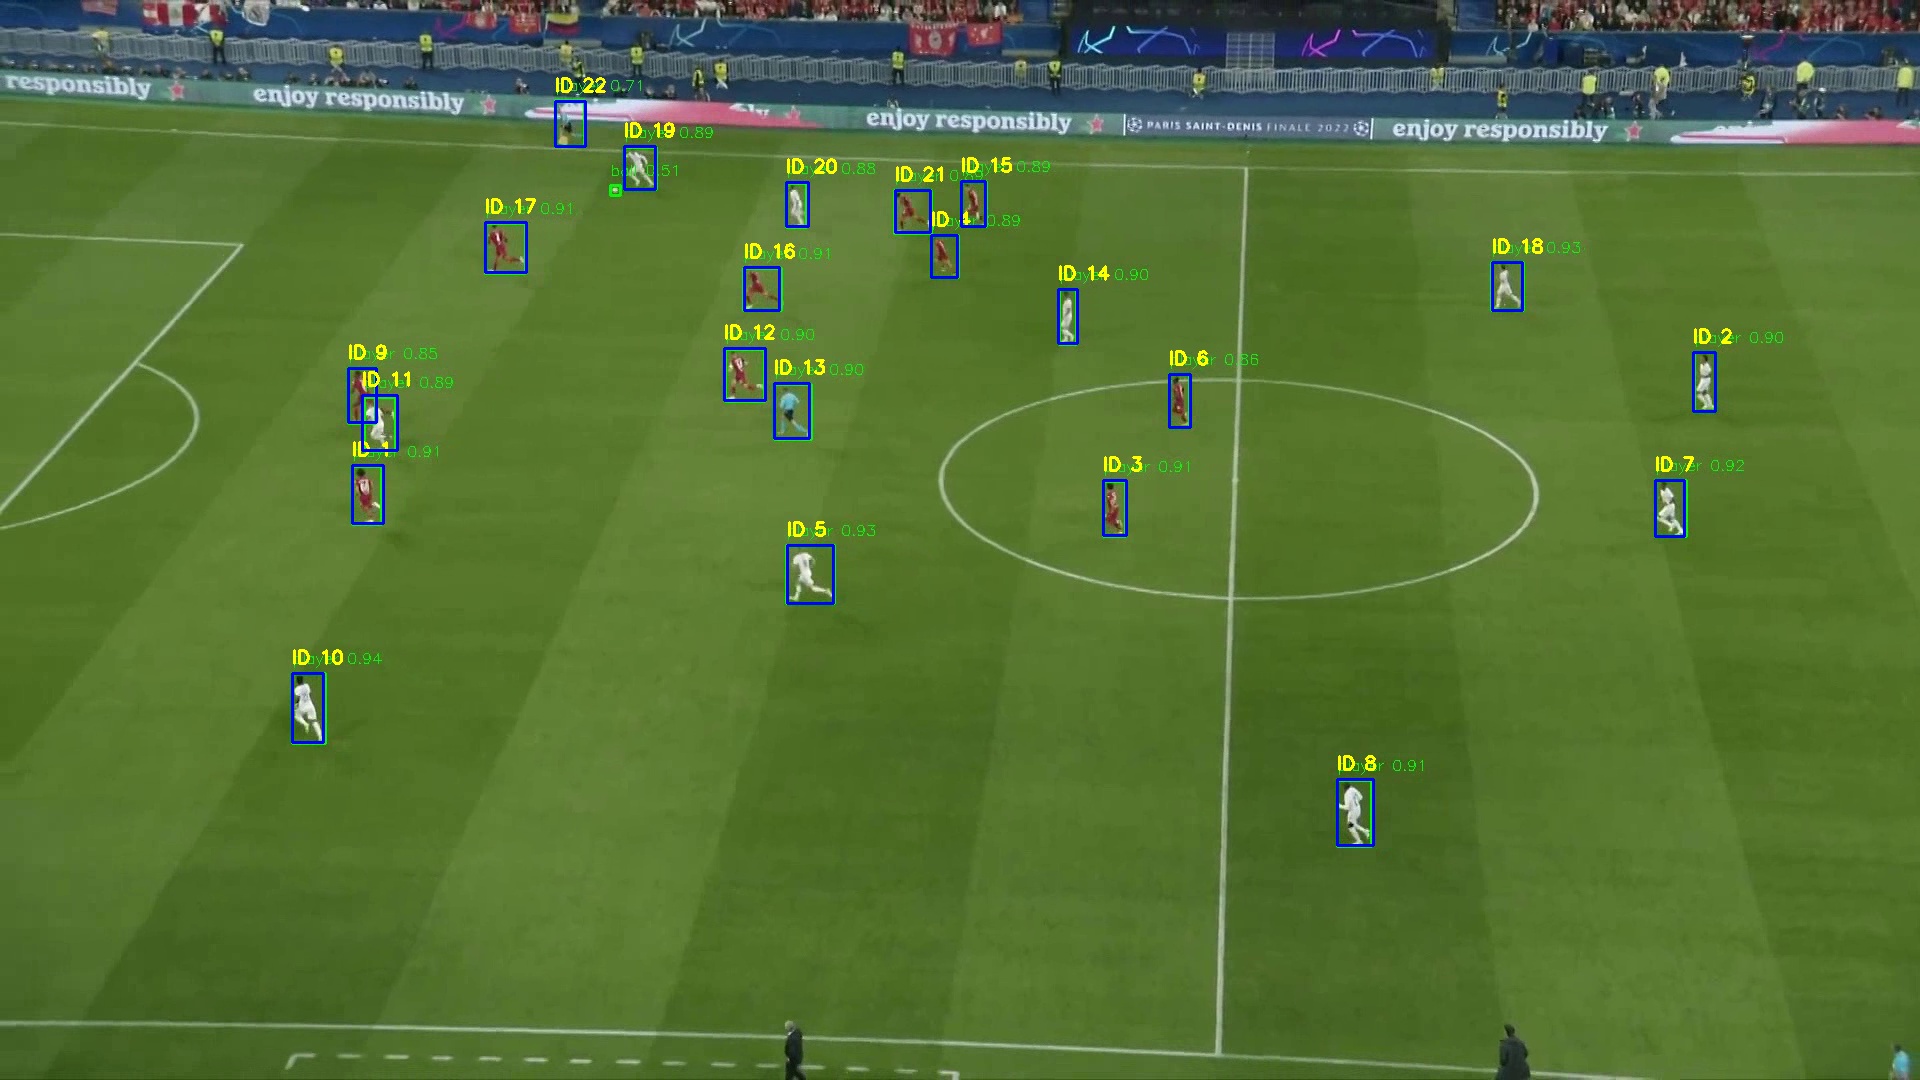 responsibly
enjoy responsibly
enjoy responsibly
PARIS SAINT-DENIS FINALE 2022
enjoy responsibly
ID 22 0.71
ID 19 0.89
0.51
ID 20 0.88
ID 21
ID 15 0.89
ID 17 0.91
0.89
ID 16 0.91
ID 18 0.93
ID 14 0.90
ID 12 0.90
ID 2 0.90
ID 9 0.85
ID 6 0.86
ID 13 0.90
ID 11 0.89
0.91
ID 3 0.91
ID 7 0.92
ID 5 0.93
ID 10 0.94
ID 8 0.91